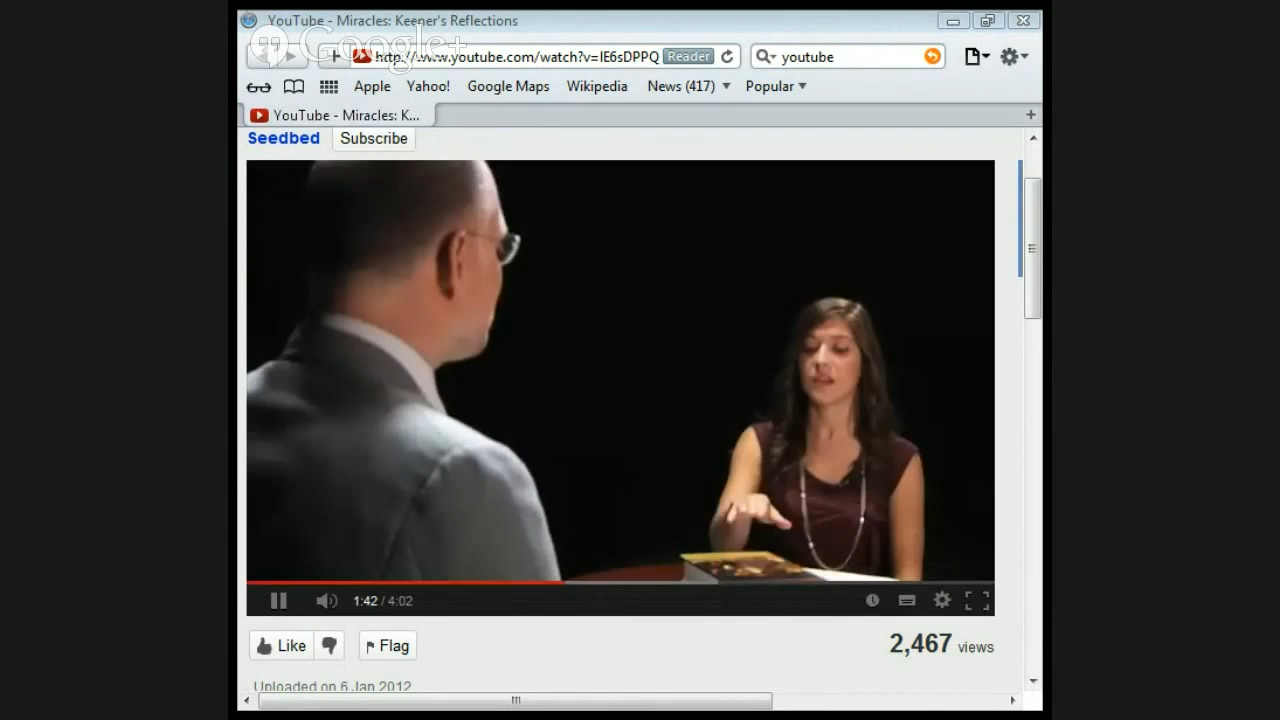 YouTube - Miracles: Keener's Reflections
Google+
http://www.youtube.com/watch?v=IE6sDPPQ Reader youtube
Apple Yahoo! Google Maps Wikipedia News (417) Popular
YouTube - Miracles: K...
Seedbed Subscribe
1:42 / 4:02
Like Flag 2,467 views
Uploaded on 6 Jan 2012